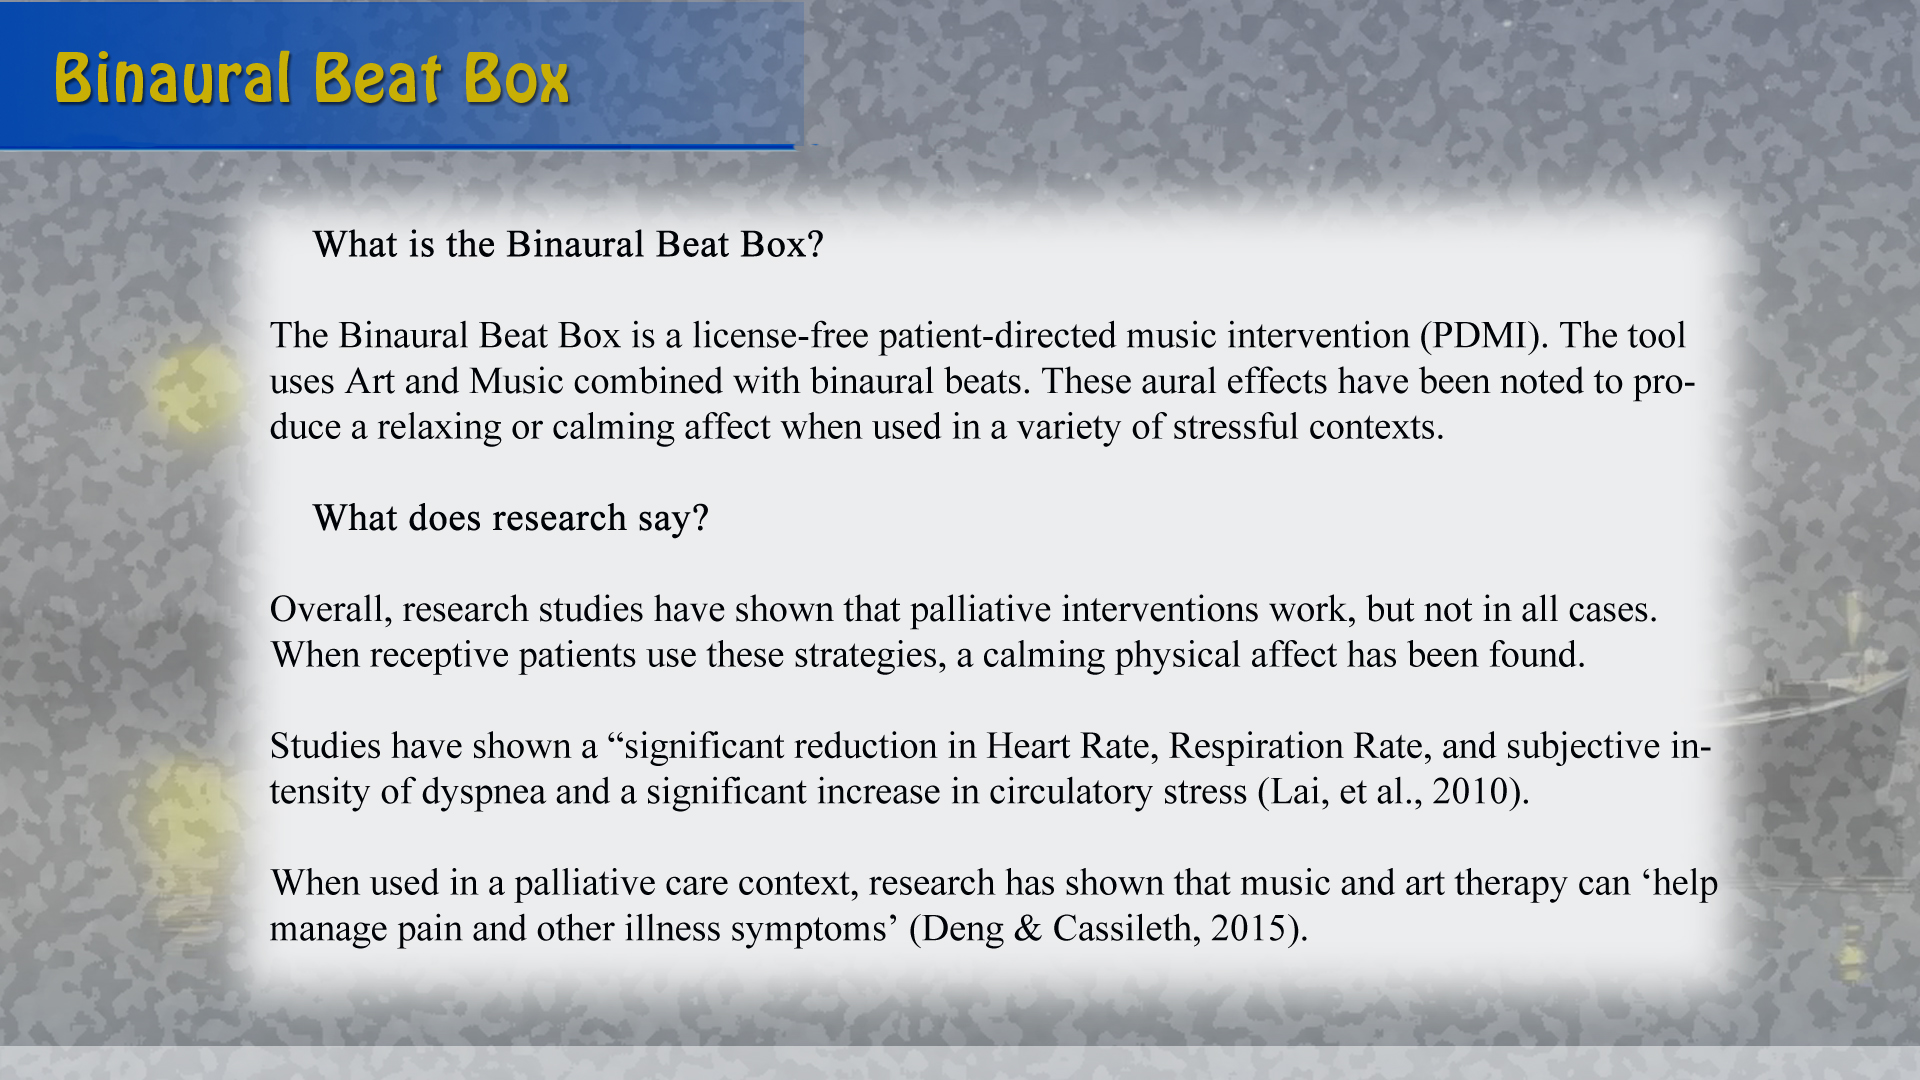 Binaural Beat Box
What is the Binaural Beat Box?
The Binaural Beat Box is a license-free patient-directed music intervention (PDMI). The tool
uses Art and Music combined with binaural beats. These aural effects have been noted to pro-
duce a relaxing or calming affect when used in a variety of stressful contexts.
What does research say?
Overall, research studies have shown that palliative interventions work, but not in all cases.
When receptive patients use these strategies, a calming physical affect has been found.
Studies have shown a “significant reduction in Heart Rate, Respiration Rate, and subjective in-
tensity of dyspnea and a significant increase in circulatory stress (Lai, et al., 2010).
When used in a palliative care context, research has shown that music and art therapy can ‘help
manage pain and other illness symptoms’ (Deng & Cassileth, 2015).